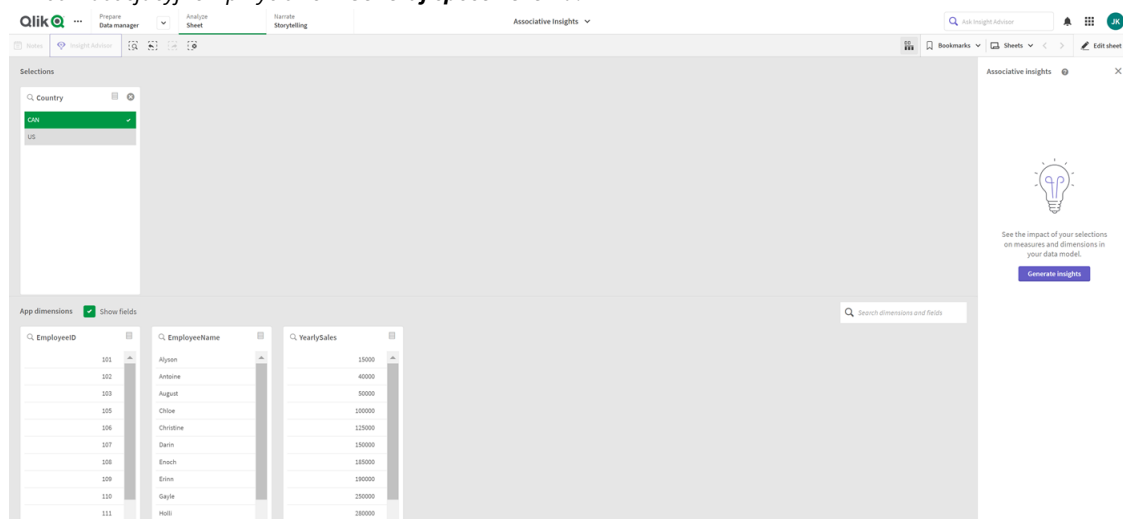 Qlik
Prepare
Data manager
Analyze
Sheet
Narrate
Storytelling
Associative Insights
Ask Insight Advisor
JK
Notes
Insight Advisor
Bookmarks
Sheets
Edit sheet
Selections
Country
CAN
US
Associative insights
See the impact of your selections
on measures and dimensions in
your data model.
Generate insights
App dimensions
Show fields
Search dimensions and fields
EmployeeID
101
102
103
105
106
107
108
109
110
111
EmployeeName
Alyson
Antoine
August
Chloe
Christine
Darin
Enoch
Erinn
Gayle
Holli
YearlySales
15000
40000
50000
100000
125000
150000
185000
190000
250000
280000